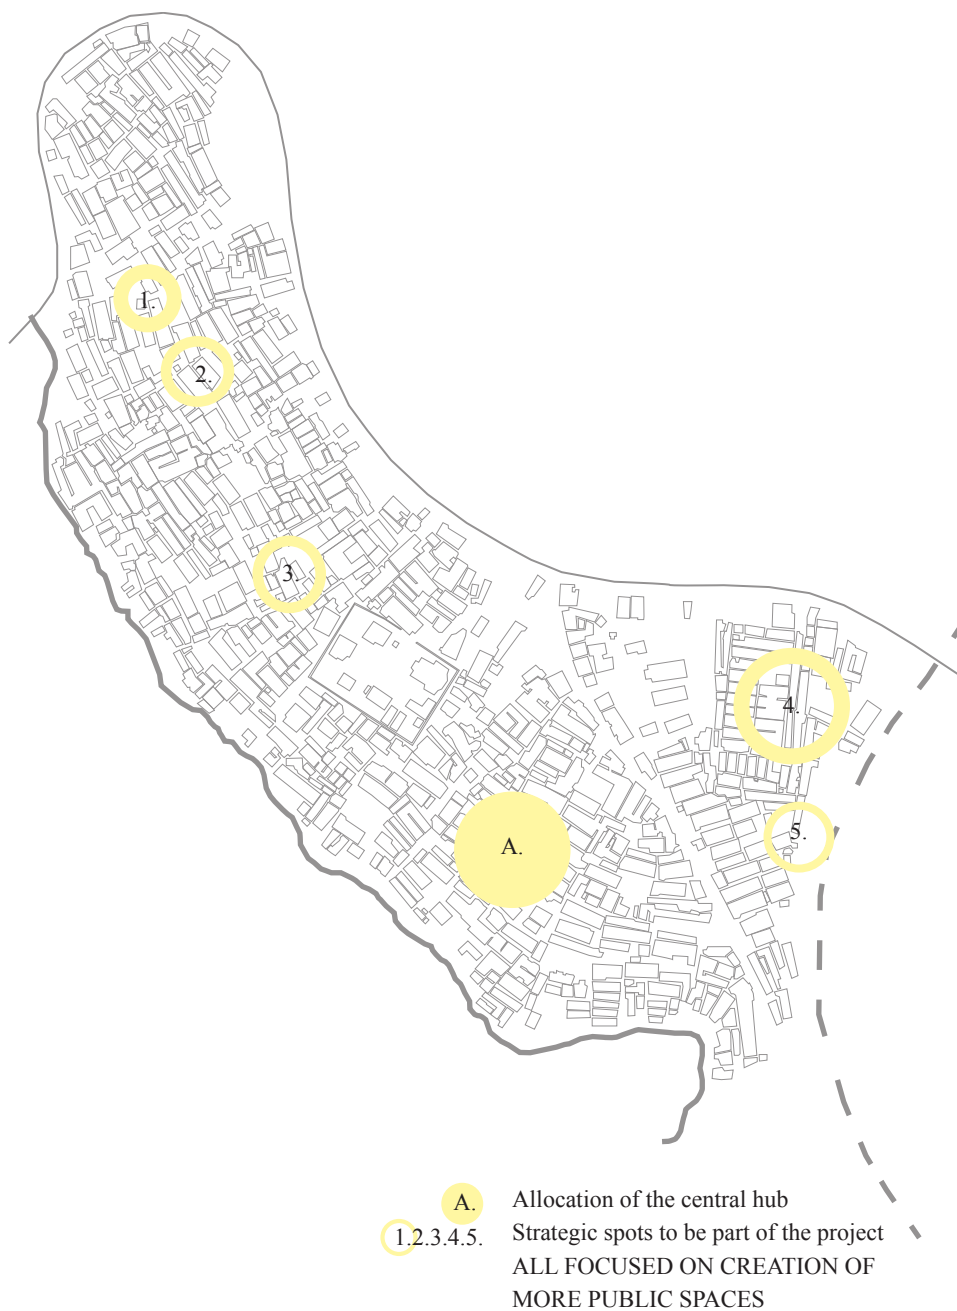 1.
2.
3.
4.
5.
A.
A. Allocation of the central hub
1.2.3.4.5. Strategic spots to be part of the project
ALL FOCUSED ON CREATION OF
MORE PUBLIC SPACES